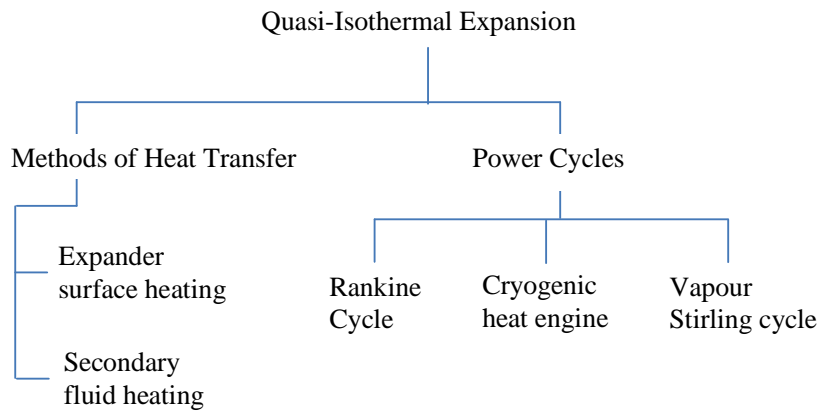 Quasi-Isothermal Expansion
Methods of Heat Transfer
Power Cycles
Expander
surface heating
Secondary
fluid heating
Rankine
Cycle
Cryogenic
heat engine
Vapour
Stirling cycle